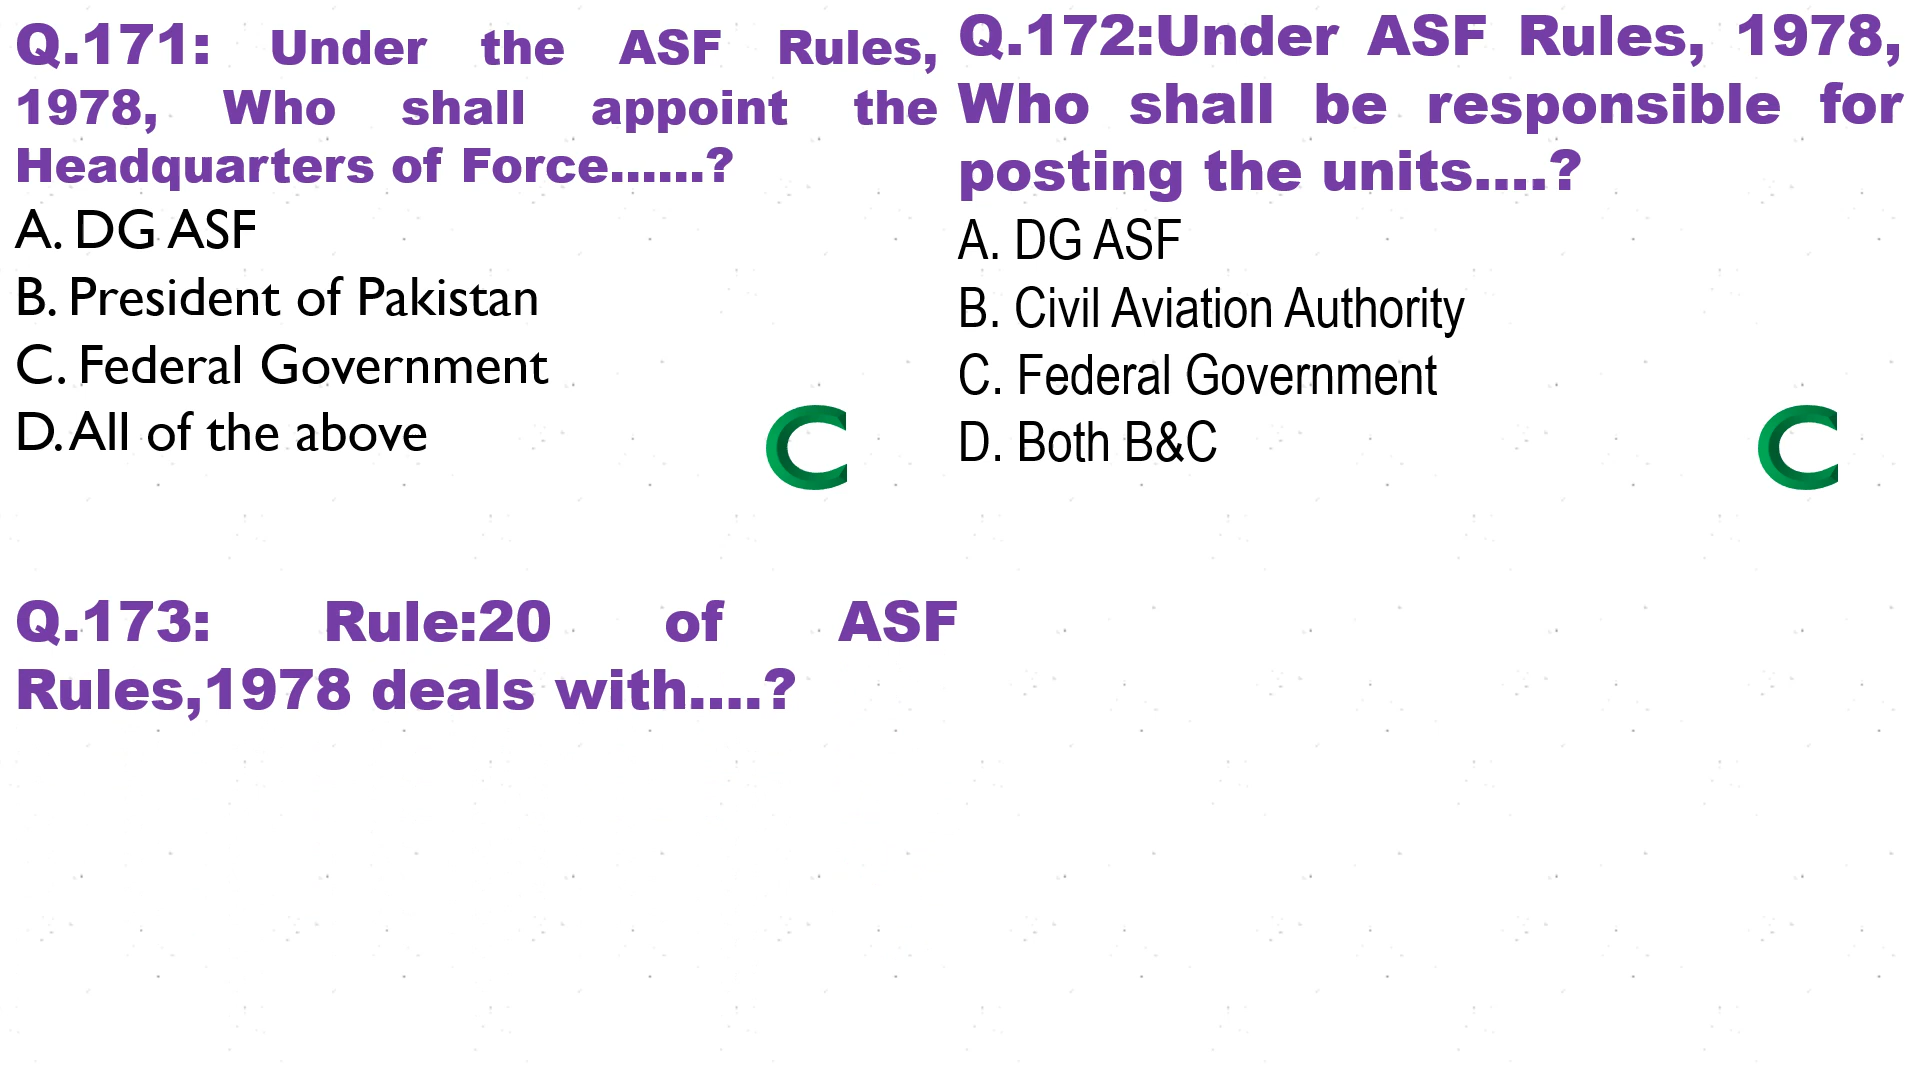 Q.171: Under the ASF Rules,
1978, Who shall appoint the
Headquarters of Force......?
A. DG ASF
B. President of Pakistan
C. Federal Government
D. All of the above
C
Q.172:Under ASF Rules, 1978,
Who shall be responsible for
posting the units....?
A. DG ASF
B. Civil Aviation Authority
C. Federal Government
D. Both B&C
C
Q.173: Rule:20 of ASF
Rules,1978 deals with....?